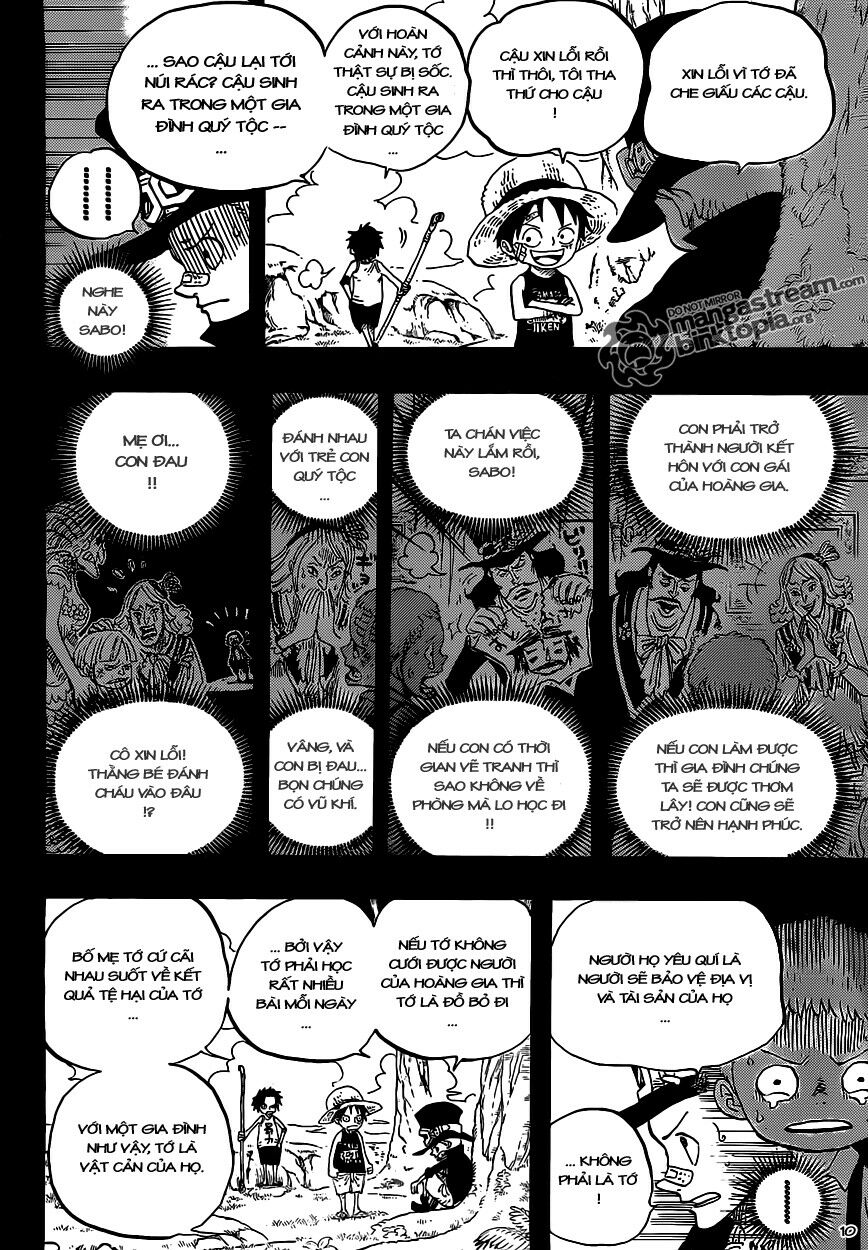 XIN LỖI VÌ TỚ ĐÃ
CHE GIẤU CÁC CẬU.
CẬU XIN LỖI RỒI
THÌ THÔI, TÔI THA
THỨ CHO CẬU
!
VỚI HOÀN
CẢNH NÀY, TỚ
THẬT SỰ BỊ SỐC.
CẬU SINH RA
TRONG MỘT GIA
ĐÌNH QUÝ TỘC
...
... SAO CẬU LẠI TỚI
NÚI RÁC? CẬU SINH
RA TRONG MỘT GIA
ĐÌNH QUÝ TỘC --
...
NGHE
NÀY
SABO!
DO NOT MIRROR
mangastream.com
binktopia.org
CON PHẢI TRỞ
THÀNH NGƯỜI KẾT
HÔN VỚI CON GÁI
CỦA HOÀNG GIA.
NẾU CON LÀM ĐƯỢC
THÌ GIA ĐÌNH CHÚNG
TA SẼ ĐƯỢC THƠM
LÂY! CON CŨNG SẼ
TRỞ NÊN HẠNH PHÚC.
TA CHÁN VIỆC
NÀY LẮM RỒI,
SABO!
NẾU CON CÓ THỜI
GIAN VẼ TRANH THÌ
SAO KHÔNG VỀ
PHÒNG MÀ LO HỌC ĐI
!!
ĐÁNH NHAU
VỚI TRẺ CON
QUÝ TỘC
...
VÂNG, VÀ
CON BỊ ĐAU...
BỌN CHÚNG
CÓ VŨ KHÍ.
MẸ ƠI...
CON ĐAU
!!
CÔ XIN LỖI!
THẰNG BÉ ĐÁNH
CHÁU VÀO ĐÂU
!?
NGƯỜI HỌ YÊU QUÍ LÀ
NGƯỜI SẼ BẢO VỆ ĐỊA VỊ
VÀ TÀI SẢN CỦA HỌ
...
... KHÔNG
PHẢI LÀ TỚ
!
NẾU TỚ KHÔNG
CƯỚI ĐƯỢC NGƯỜI
CỦA HOÀNG GIA THÌ
TỚ LÀ ĐỒ BỎ ĐI
...
... BỞI VẬY
TỚ PHẢI HỌC
RẤT NHIỀU
BÀI MỖI NGÀY
...
BỐ MẸ TỚ CỨ CÃI
NHAU SUỐT VỀ KẾT
QUẢ TỆ HẠI CỦA TỚ
...
VỚI MỘT GIA ĐÌNH
NHƯ VẬY, TỚ LÀ
VẬT CẢN CỦA HỌ.
10